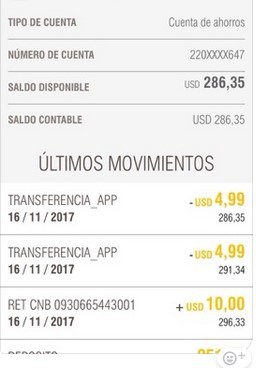 TIPO DE CUENTA Cuenta de ahorros
NÚMERO DE CUENTA 220XXXX647
SALDO DISPONIBLE USD 286,35
SALDO CONTABLE USD 286,35
ÚLTIMOS MOVIMIENTOS
TRANSFERENCIA_APP - USD 4,99
16 / 11 / 2017 286,35
TRANSFERENCIA_APP - USD 4,99
16 / 11 / 2017 291,34
RET CNB 0930665443001 + USD 10,00
16 / 11 / 2017 296,33